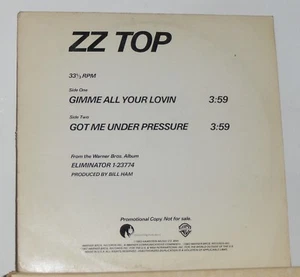 ZZ TOP
33⅓ RPM
Side One
GIMME ALL YOUR LOVIN 3:59
Side Two
GOT ME UNDER PRESSURE 3:59
From the Warner Bros. Album
ELIMINATOR 1-23774
PRODUCED BY BILL HAM
Promotional Copy. Not for sale.